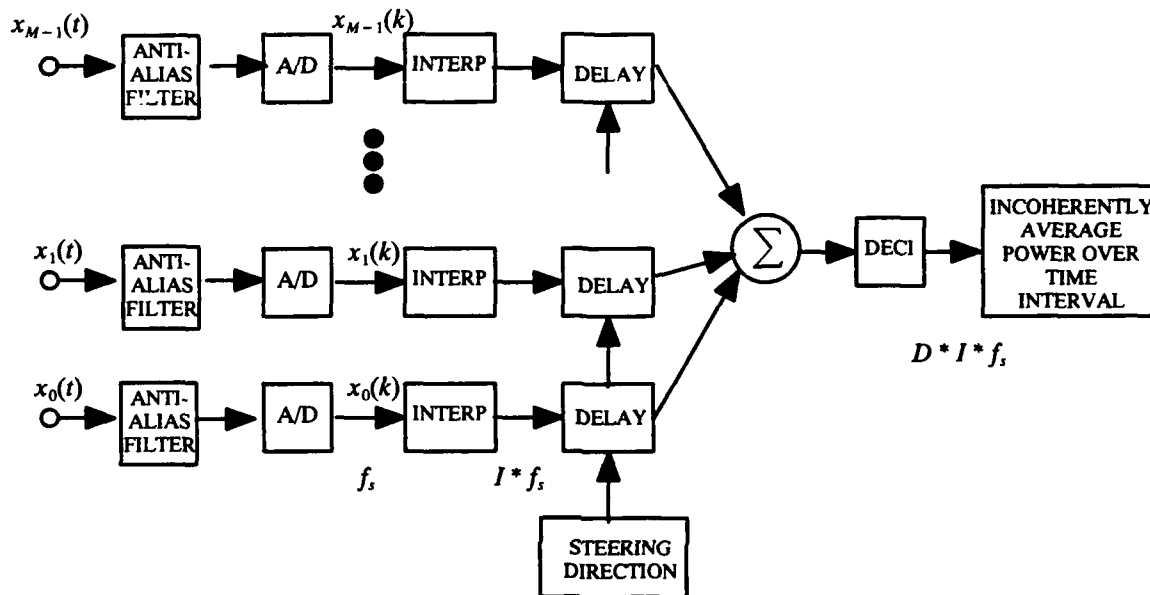 x_{M-1}(t)
x_{M-1}(k)
ANTI-
ALIAS
FILTER
A/D
INTERP
DELAY
x_1(t)
x_1(k)
ANTI-
ALIAS
FILTER
A/D
INTERP
DELAY
Σ
DECI
INCOHERENTLY
AVERAGE
POWER OVER
TIME
INTERVAL
D * I * f_s
x_0(t)
x_0(k)
ANTI-
ALIAS
FILTER
A/D
INTERP
DELAY
f_s
I * f_s
STEERING
DIRECTION